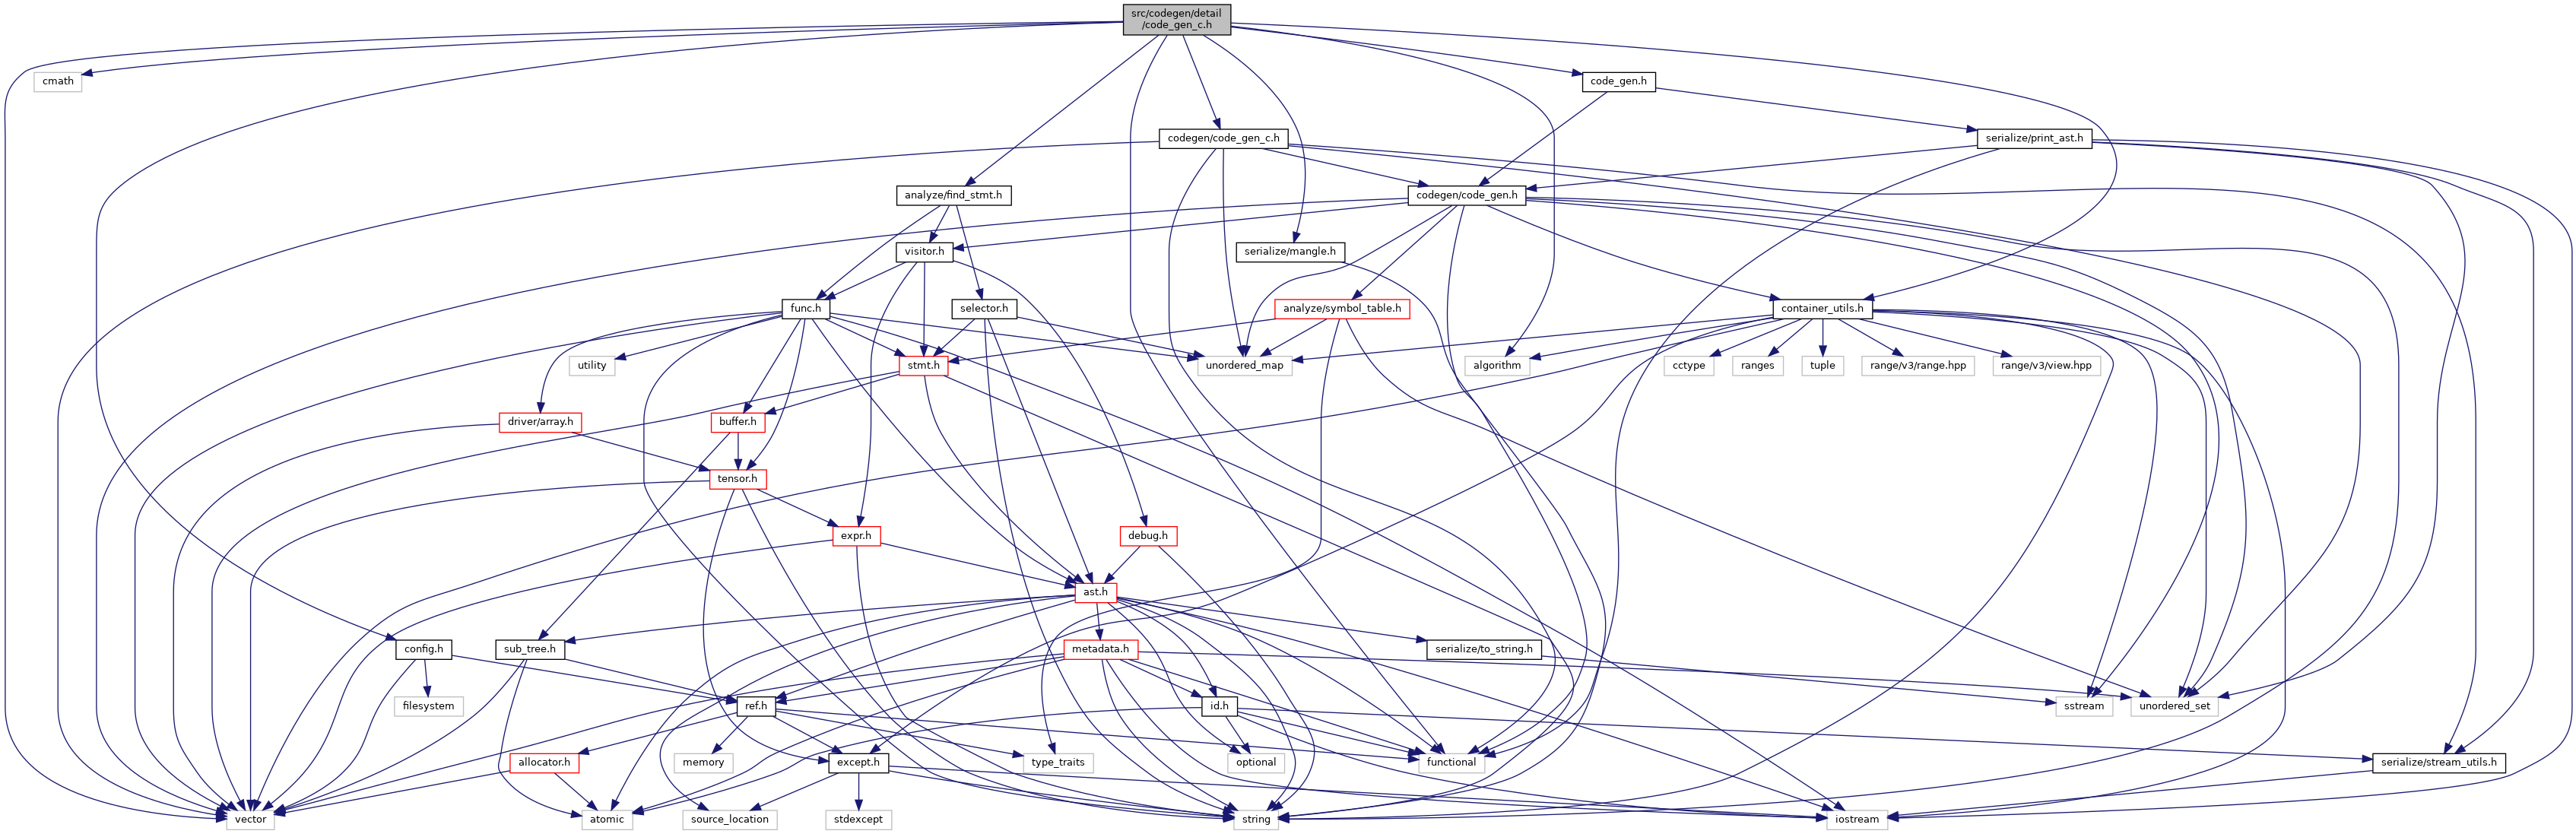 src/codegen/detail
/code_gen_c.h
cmath
code_gen.h
codegen/code_gen_c.h
serialize/print_ast.h
analyze/find_stmt.h
codegen/code_gen.h
visitor.h
serialize/mangle.h
func.h
selector.h
analyze/symbol_table.h
container_utils.h
utility
stmt.h
unordered_map
algorithm
cctype
ranges
tuple
range/v3/range.hpp
range/v3/view.hpp
driver/array.h
buffer.h
tensor.h
expr.h
debug.h
ast.h
config.h
sub_tree.h
metadata.h
serialize/to_string.h
filesystem
ref.h
id.h
sstream
unordered_set
allocator.h
memory
except.h
type_traits
optional
functional
serialize/stream_utils.h
vector
atomic
source_location
stdexcept
string
iostream